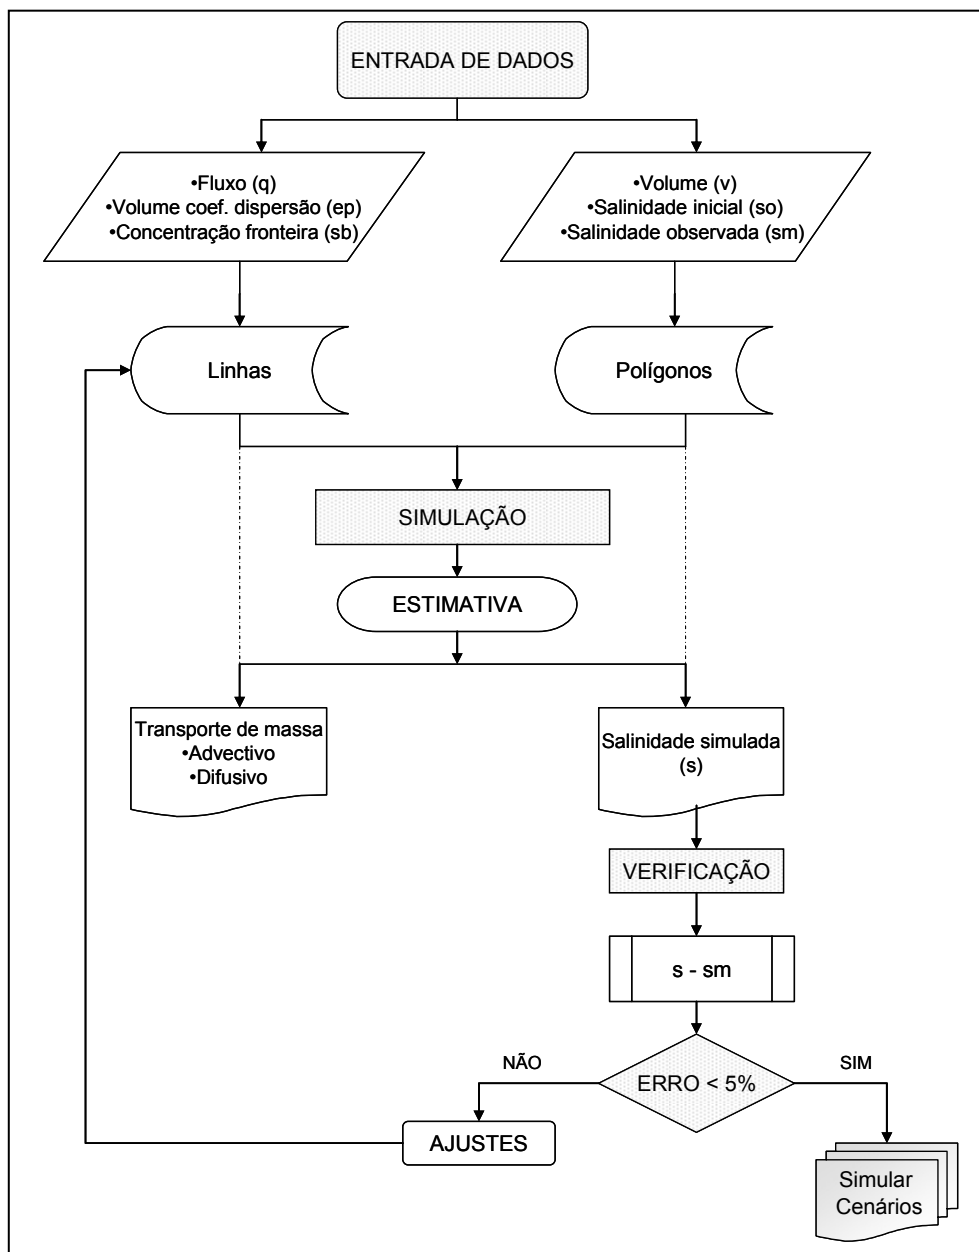 ENTRADA DE DADOS
•Fluxo (q)
•Volume coef. dispersão (ep)
•Concentração fronteira (sb)
•Volume (v)
•Salinidade inicial (so)
•Salinidade observada (sm)
Linhas
Polígonos
SIMULAÇÃO
ESTIMATIVA
Transporte de massa
•Advectivo
•Difusivo
Salinidade simulada
(s)
VERIFICAÇÃO
s - sm
NÃO
SIM
ERRO < 5%
AJUSTES
Simular
Cenários